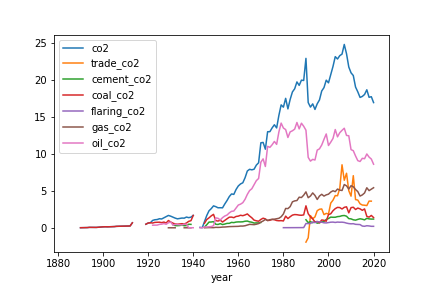 25
20
15
10
5
0
co2
trade_co2
cement_co2
coal_co2
flaring_co2
gas_co2
oil_co2
1880 1900 1920 1940 1960 1980 2000 2020
year